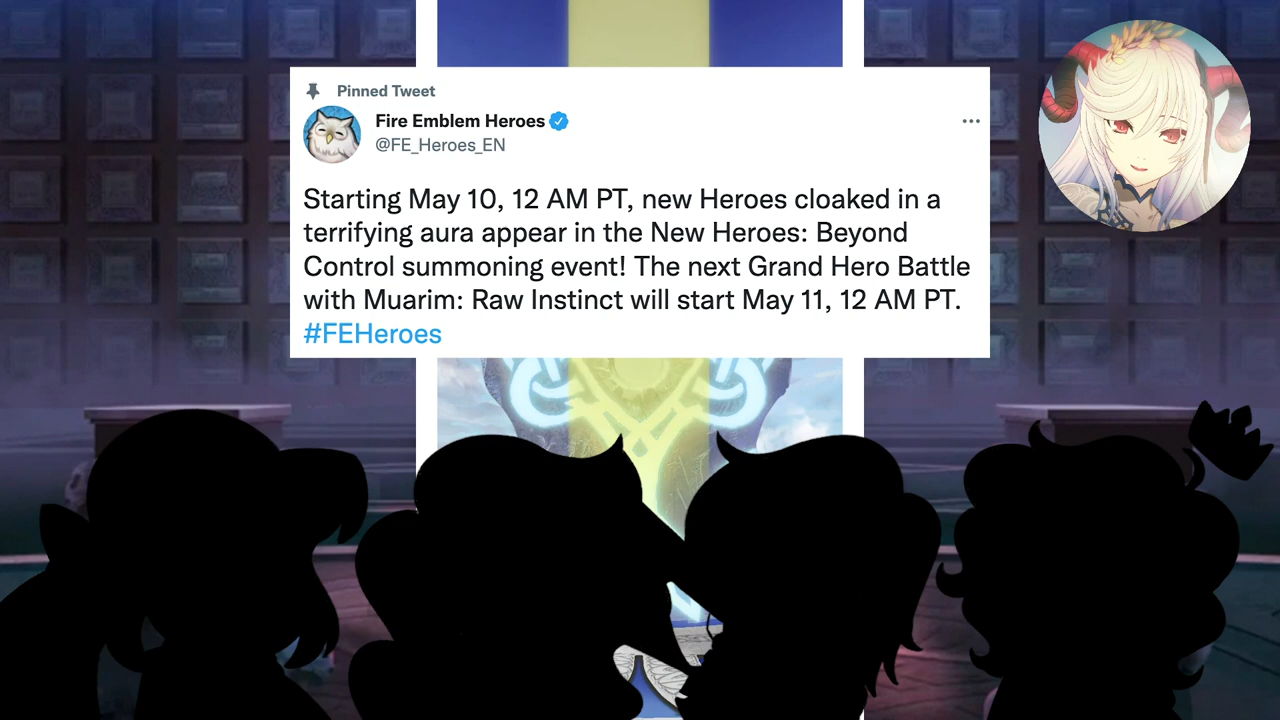 Pinned Tweet
Fire Emblem Heroes
@FE_Heroes_EN
Starting May 10, 12 AM PT, new Heroes cloaked in a
terrifying aura appear in the New Heroes: Beyond
Control summoning event! The next Grand Hero Battle
with Muarim: Raw Instinct will start May 11, 12 AM PT.
#FEHeroes